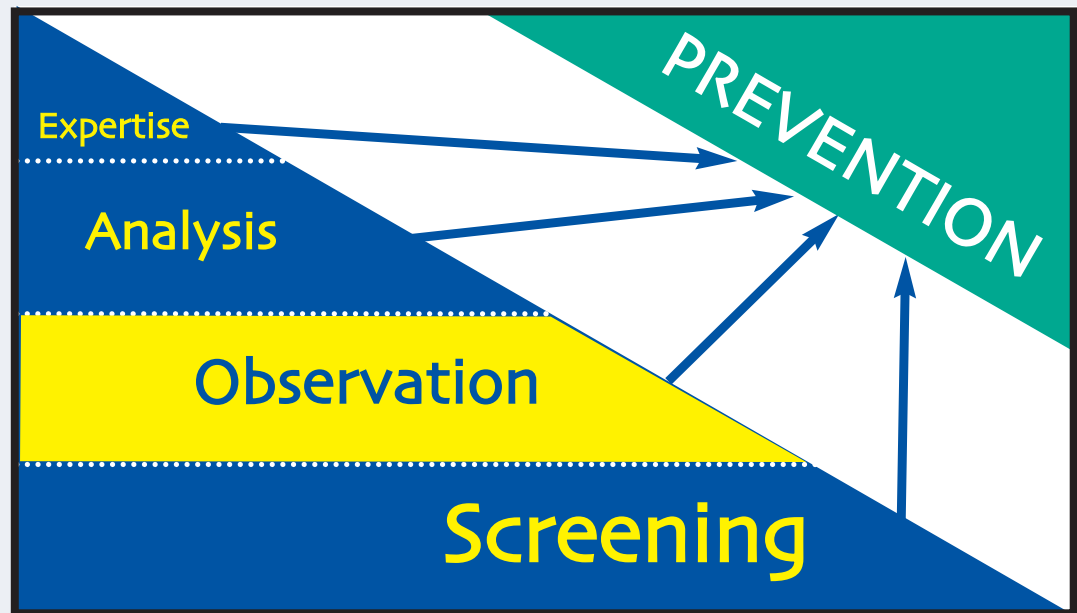 PREVENTION
Expertise
Analysis
Observation
Screening